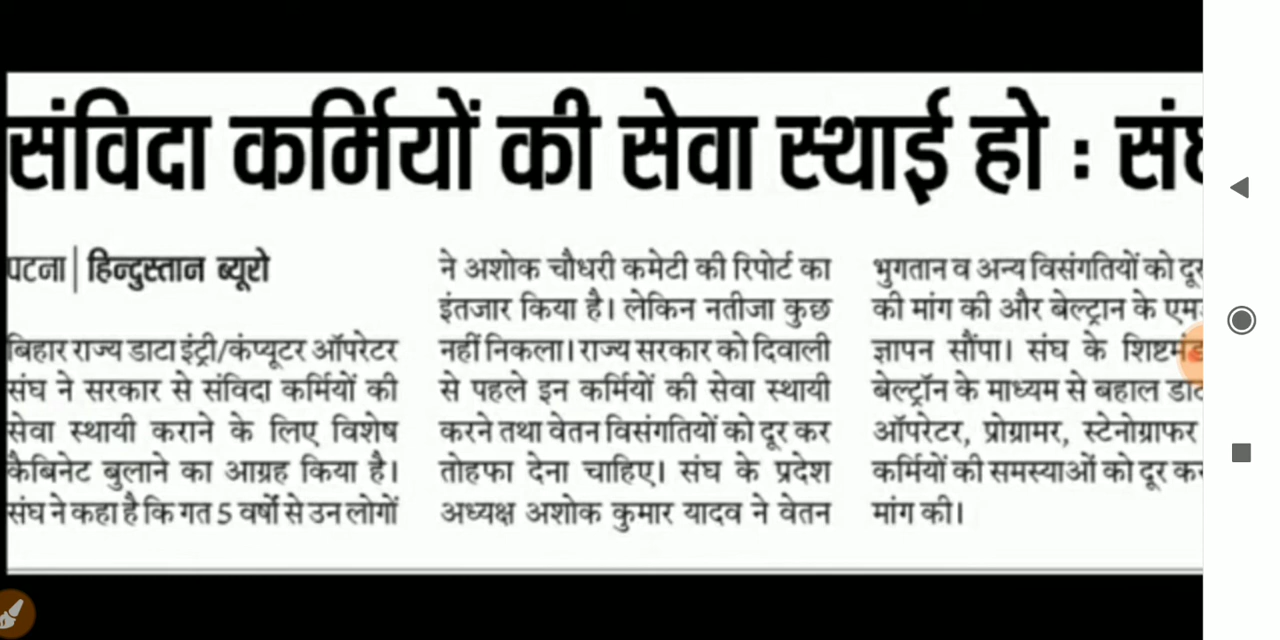 संविदा कर्मियों की सेवा स्थाई हो : संघ
पटना | हिन्दुस्तान ब्यूरो
बिहार राज्य डाटा इंट्री/कंप्यूटर ऑपरेटर
संघ ने सरकार से संविदा कर्मियों की
सेवा स्थायी कराने के लिए विशेष
कैबिनेट बुलाने का आग्रह किया है।
संघ ने कहा है कि गत 5 वर्षों से उन लोगों
ने अशोक चौधरी कमेटी की रिपोर्ट का
इंतजार किया है। लेकिन नतीजा कुछ
नहीं निकला। राज्य सरकार को दिवाली
से पहले इन कर्मियों की सेवा स्थायी
करने तथा वेतन विसंगतियों को दूर कर
तोहफा देना चाहिए। संघ के प्रदेश
अध्यक्ष अशोक कुमार यादव ने वेतन
भुगतान व अन्य विसंगतियों को दूर
की मांग की और बेल्ट्रान के एम
ज्ञापन सौंपा। संघ के
बेल्ट्रॉन के माध्यम से बहाल
ऑपरेटर, प्रोग्रामर, स्टेनोग्राफर
कर्मियों की समस्याओं को दूर
मांग की।